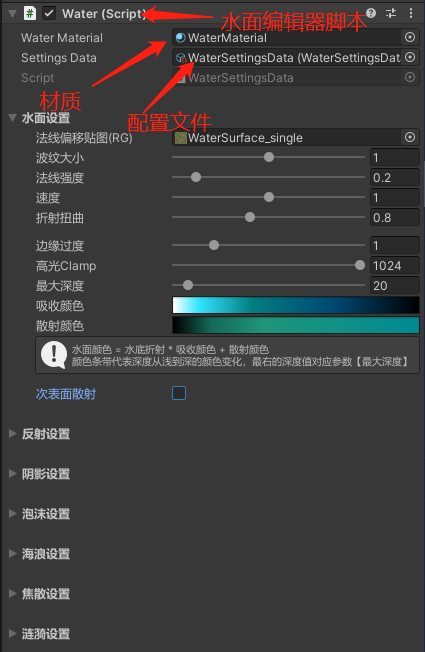 Water (Script)
水面编辑器脚本
Water Material
WaterMaterial
Settings Data
WaterSettingsData (WaterSettingsData
Script
WaterSettingsData
材质
配置文件
水面设置
法线偏移贴图(RG)
WaterSurface_single
波纹大小
1
法线强度
0.2
速度
1
折射扭曲
0.8
边缘过度
1
高光Clamp
1024
最大深度
20
吸收颜色
散射颜色
水面颜色 = 水底折射 * 吸收颜色 + 散射颜色
颜色条带代表深度从浅到深的颜色变化，最右的深度值对应参数【最大深度】
次表面散射
反射设置
阴影设置
泡沫设置
海浪设置
焦散设置
涟漪设置